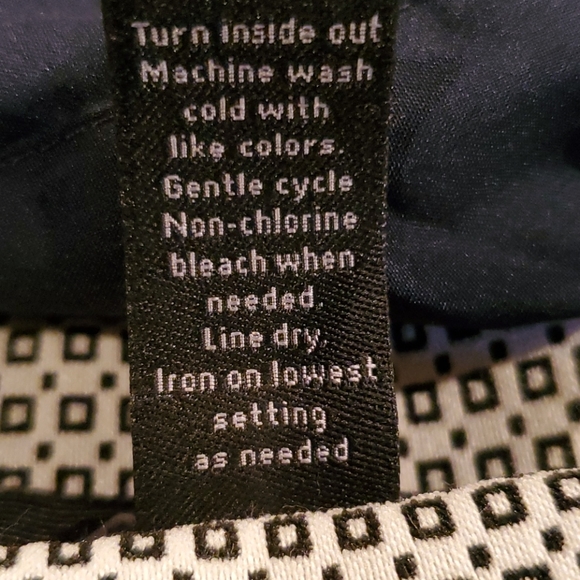 Turn inside out
Machine wash
cold with
like colors.
Gentle cycle
Non-chlorine
bleach when
needed.
Line dry,
Iron on lowest
setting
as needed